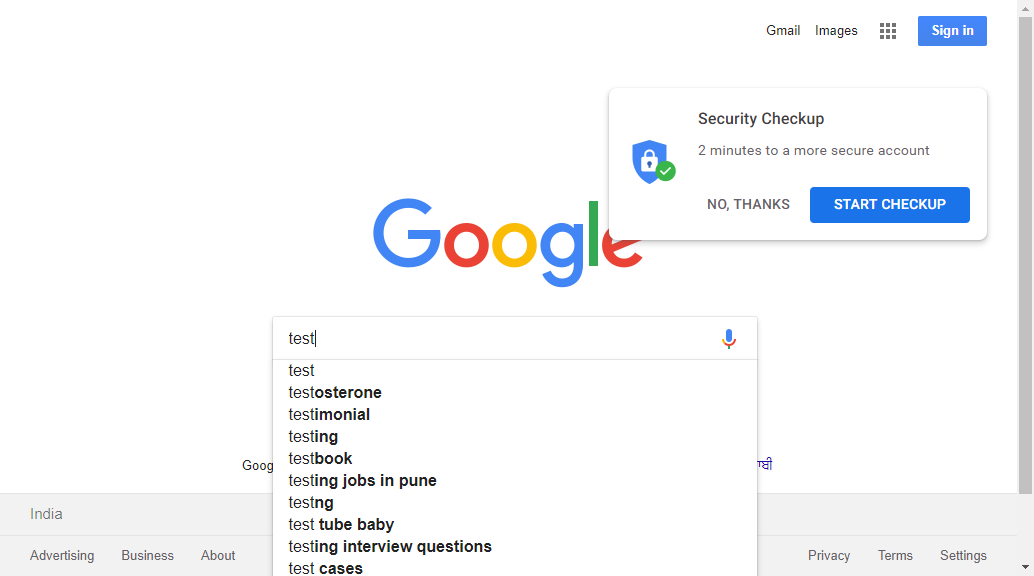 Gmail Images Sign in
Security Checkup
2 minutes to a more secure account
NO, THANKS START CHECKUP
Google
test
test
testosterone
testimonial
testing
testbook
testing jobs in pune
testng
test tube baby
testing interview questions
test cases
India
Advertising Business About Privacy Terms Settings